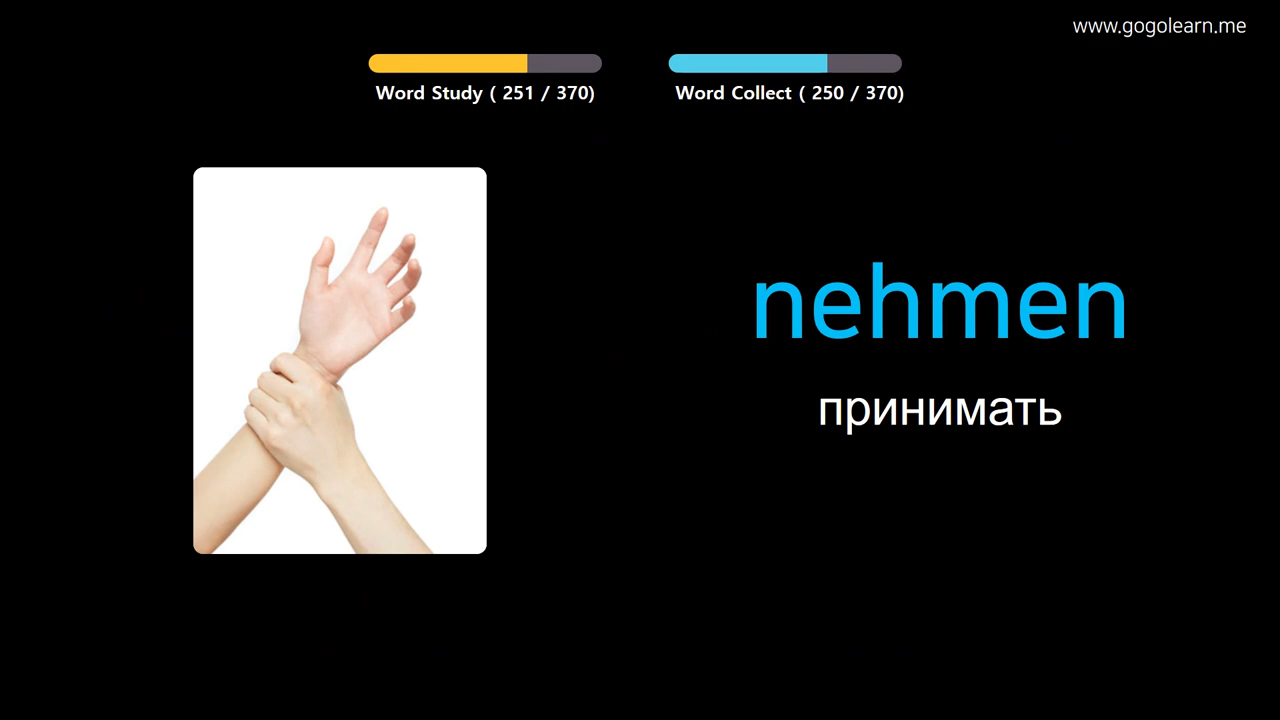 www.gogolearn.me
Word Study ( 251 / 370)
Word Collect ( 250 / 370)
nehmen
принимать